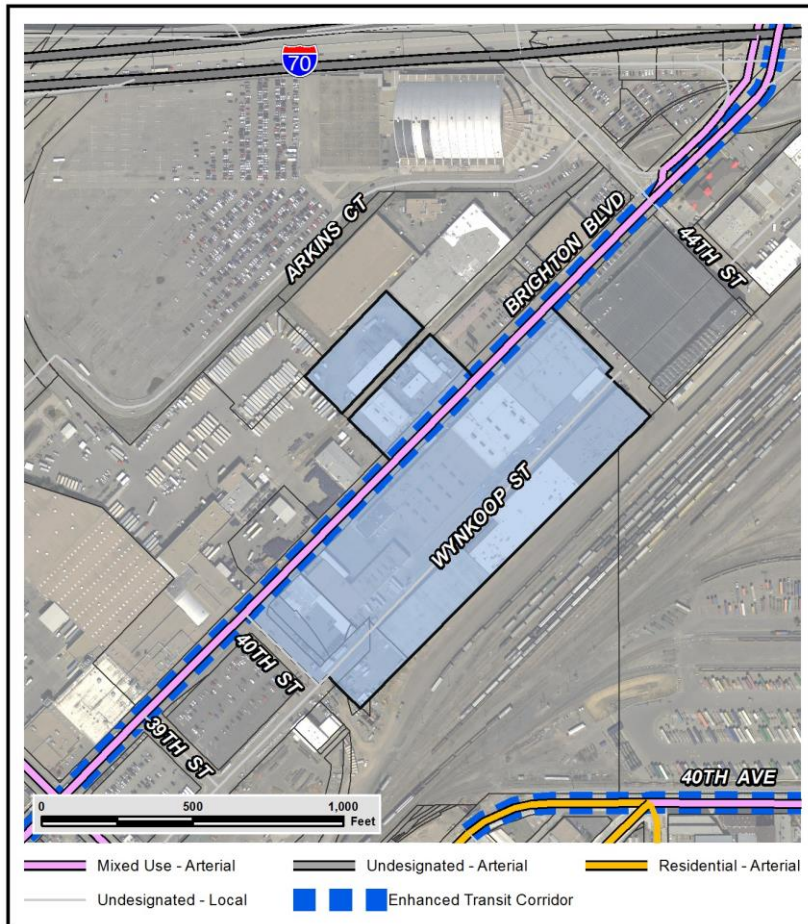 70
ARKINS CT
BRIGHTON BLVD
44TH ST
WYNKOOP ST
40TH ST
39TH ST
40TH AVE
0 500 1,000
Feet
Mixed Use - Arterial Undesignated - Arterial Residential - Arterial
Undesignated - Local Enhanced Transit Corridor